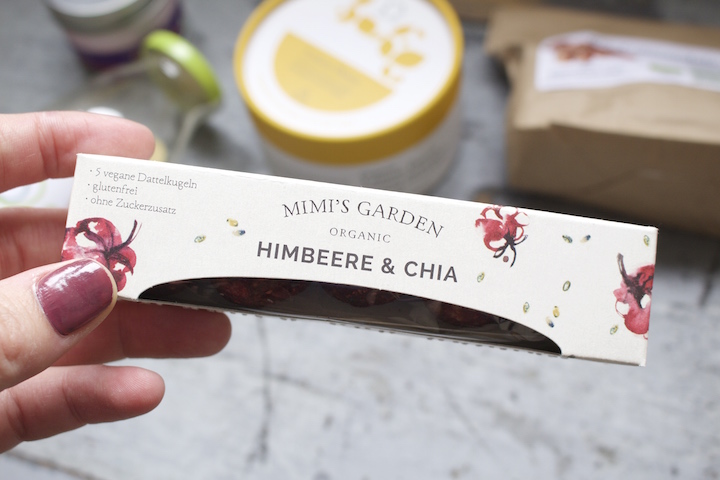 · 5 vegane Dattelkugeln
· glutenfrei
· ohne Zuckerzusatz
MIMI'S GARDEN
ORGANIC
HIMBEERE & CHIA